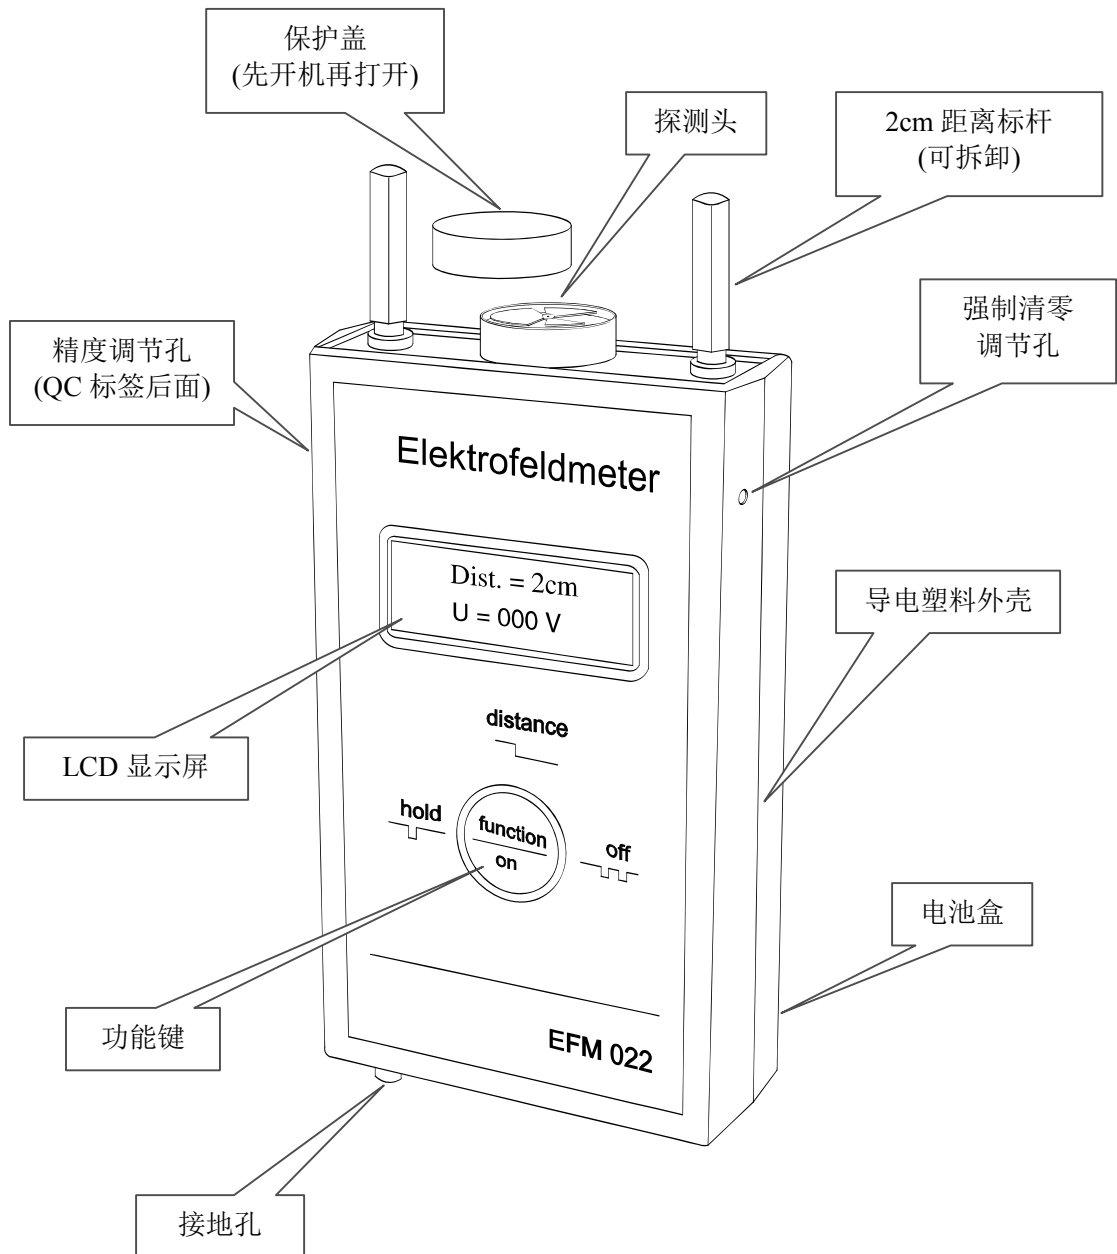 保护盖
(先开机再打开)
探测头
2cm 距离标杆
(可拆卸)
强制清零
调节孔
精度调节孔
(QC 标签后面)
Elektrofeldmeter
Dist. = 2cm
U = 000 V
导电塑料外壳
LCD 显示屏
distance
hold
function
on
off
电池盒
功能键
EFM 022
接地孔